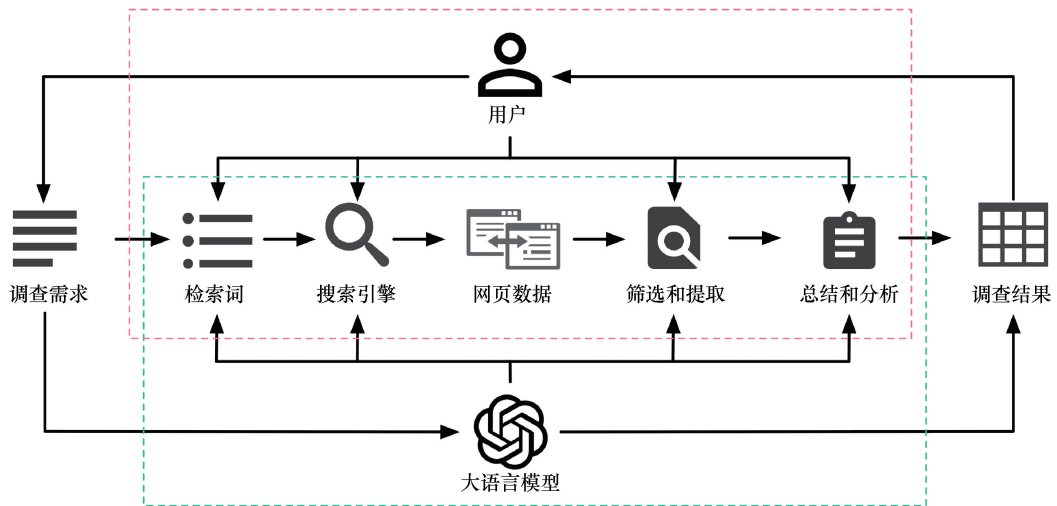 用户
调查需求
检索词
搜索引擎
网页数据
筛选和提取
总结和分析
调查结果
大语言模型